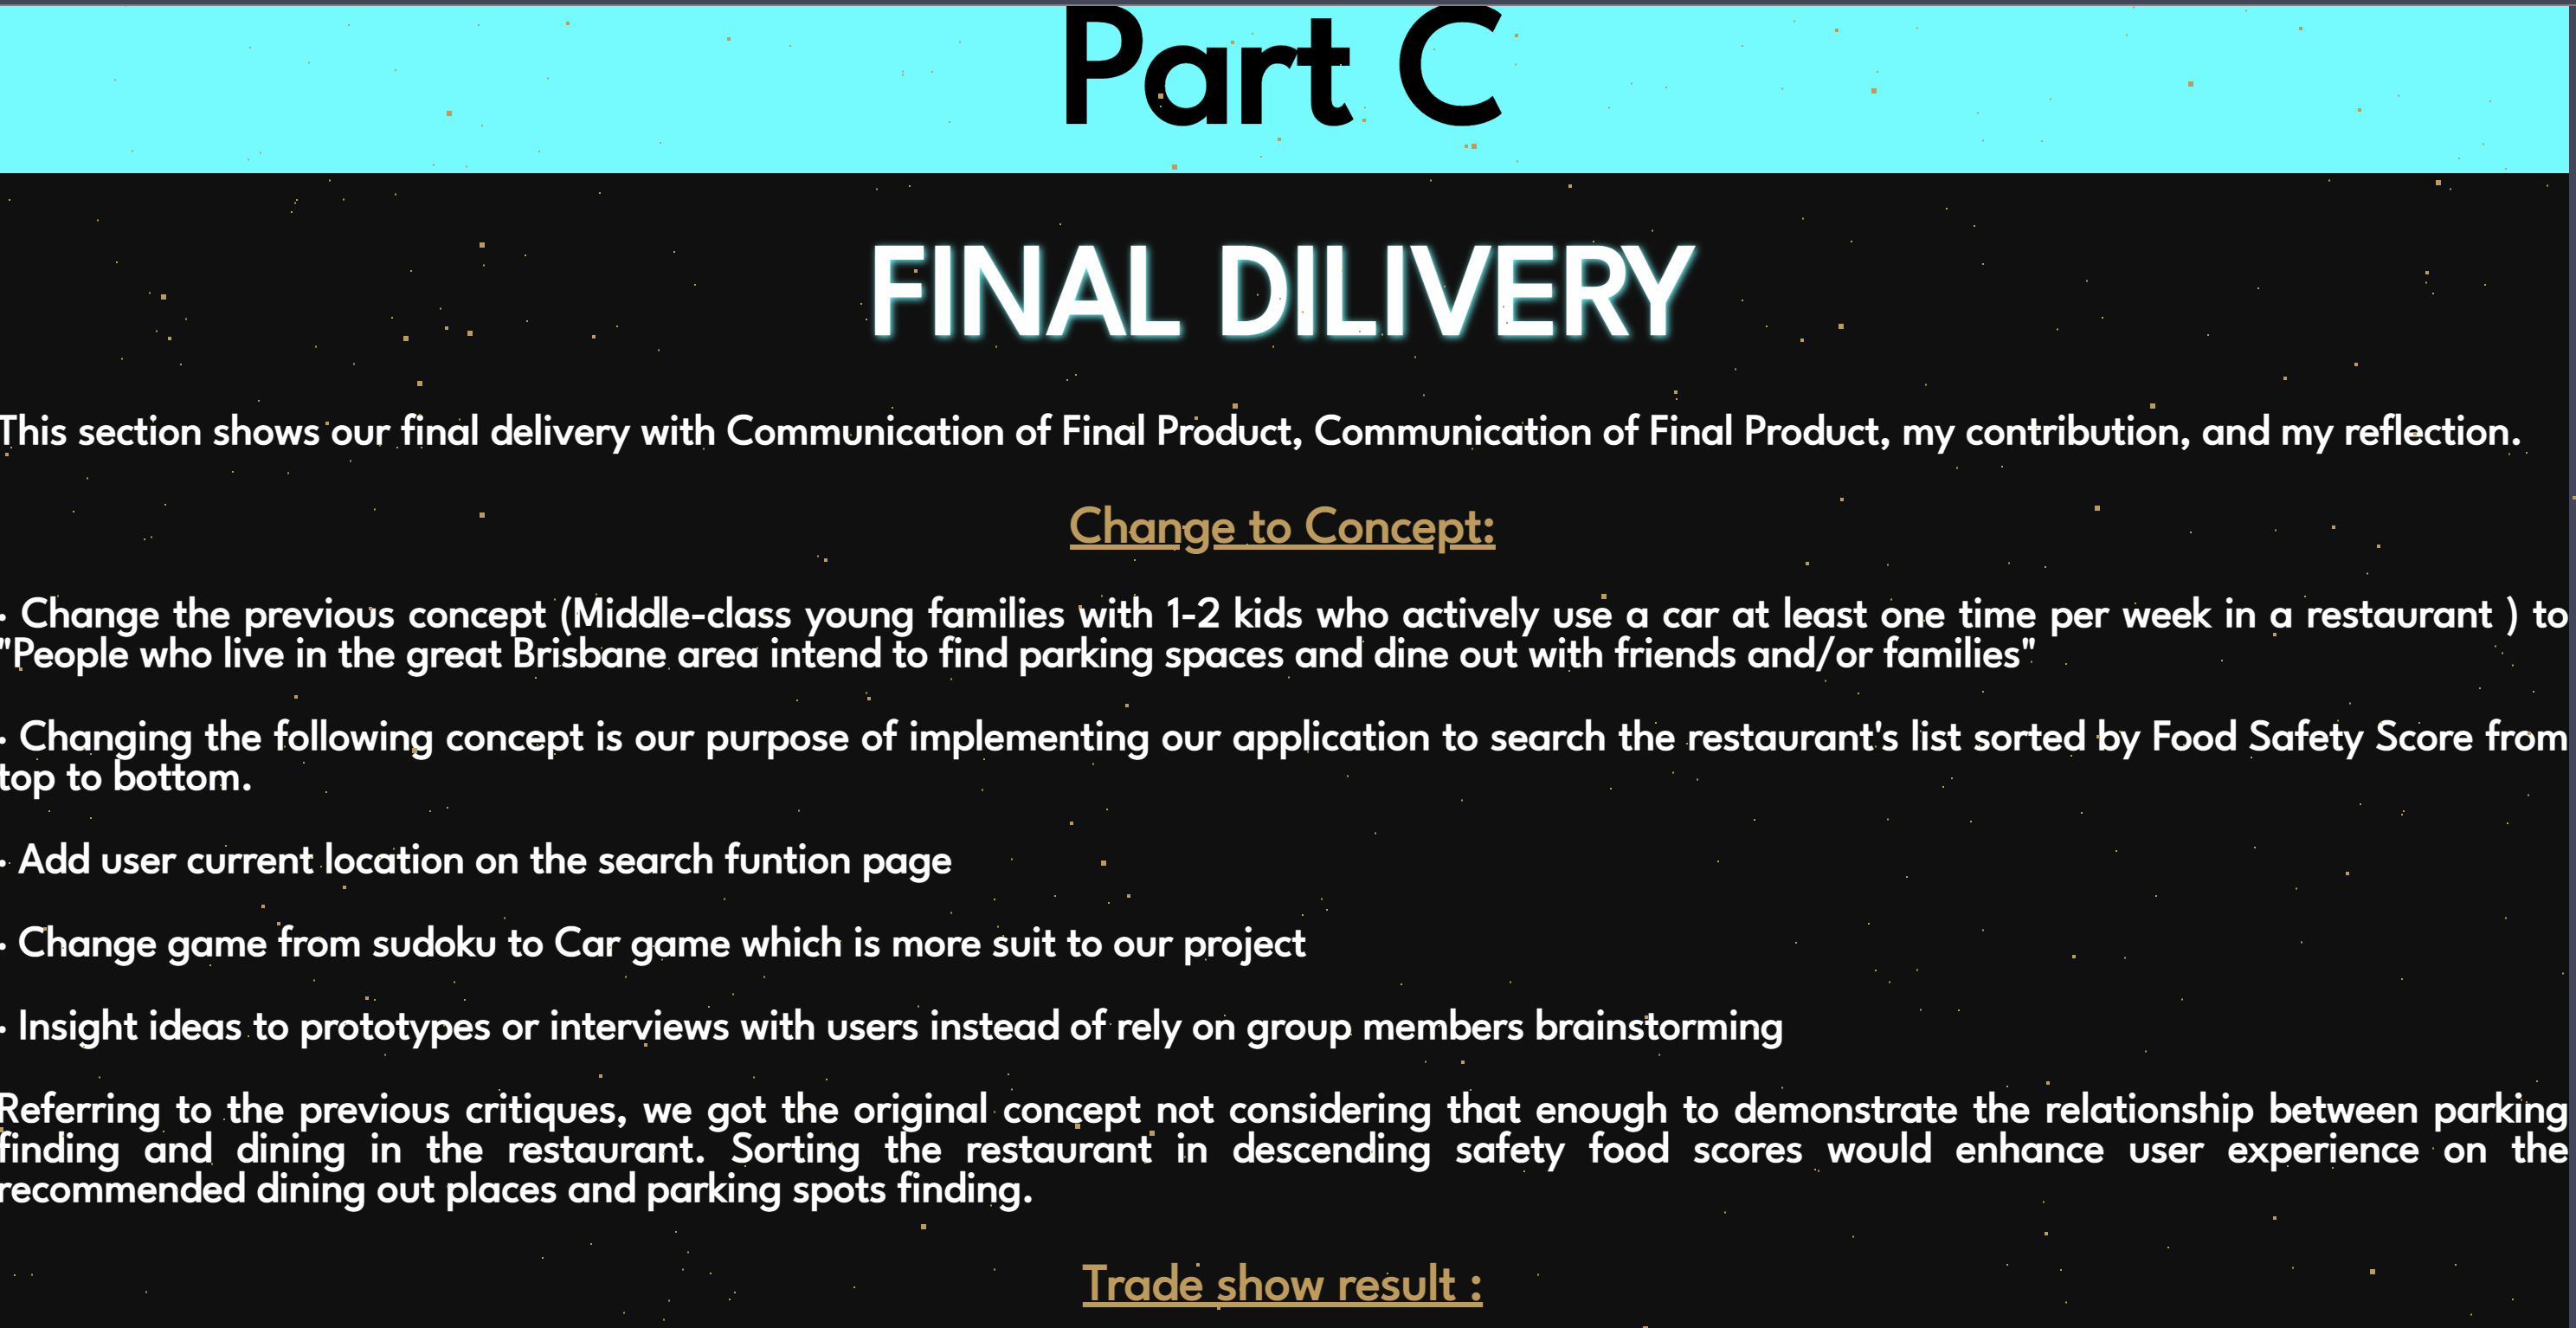 Part C
FINAL DILIVERY
This section shows our final delivery with Communication of Final Product, Communication of Final Product, my contribution, and my reflection.
Change to Concept:
· Change the previous concept (Middle-class young families with 1-2 kids who actively use a car at least one time per week in a restaurant ) to
"People who live in the great Brisbane area intend to find parking spaces and dine out with friends and/or families"
· Changing the following concept is our purpose of implementing our application to search the restaurant's list sorted by Food Safety Score from
top to bottom.
· Add user current location on the search funtion page
· Change game from sudoku to Car game which is more suit to our project
· Insight ideas to prototypes or interviews with users instead of rely on group members brainstorming
Referring to the previous critiques, we got the original concept not considering that enough to demonstrate the relationship between parking
finding and dining in the restaurant. Sorting the restaurant in descending safety food scores would enhance user experience on the
recommended dining out places and parking spots finding.
Trade show result :